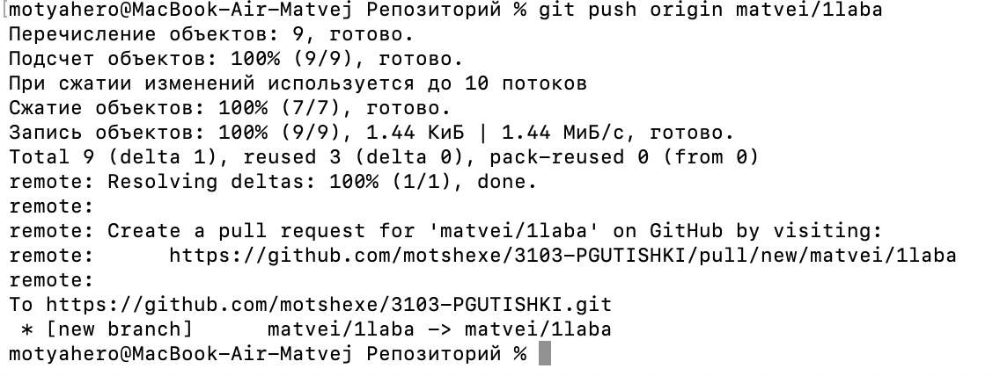 motyahero@MacBook-Air-Matvej Репозиторий % git push origin matvei/1laba
Перечисление объектов: 9, готово.
Подсчет объектов: 100% (9/9), готово.
При сжатии изменений используется до 10 потоков
Сжатие объектов: 100% (7/7), готово.
Запись объектов: 100% (9/9), 1.44 КиБ | 1.44 МиБ/с, готово.
Total 9 (delta 1), reused 3 (delta 0), pack-reused 0 (from 0)
remote: Resolving deltas: 100% (1/1), done.
remote:
remote: Create a pull request for 'matvei/1laba' on GitHub by visiting:
remote:      https://github.com/motshexe/3103-PGUTISHKI/pull/new/matvei/1laba
remote:
To https://github.com/motshexe/3103-PGUTISHKI.git
 * [new branch]      matvei/1laba -> matvei/1laba
motyahero@MacBook-Air-Matvej Репозиторий %